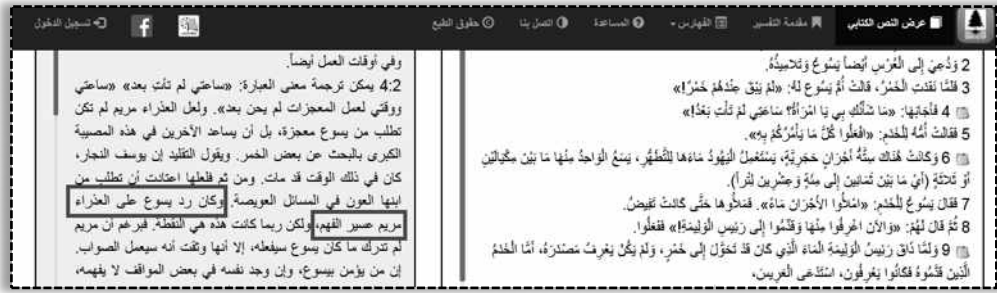 عرض النص الكتابي مقدمة التفسير الفهارس المساعدة اتصل بنا حقوق الطبع تسجيل الدخول
2 وَدُعِيَ إِلَى الْعُرْسِ أَيْضاً يَسُوعُ وَتَلامِيذُهُ.
3 فَلَمَّا نَفَدَتِ الْخَمْرُ، قَالَتْ أُمُّ يَسُوعَ لَهُ: «لَمْ يَبْقَ عِنْدَهُمْ خَمْرٌ!»
4 فَأَجَابَهَا: «مَا شَأْنُكِ بِي يَا امْرَأَةُ؟ سَاعَتِي لَمْ تَأْتِ بَعْدُ!»
5 فَقَالَتْ أُمُّهُ لِلْخَدَمِ: «افْعَلُوا كُلَّ مَا يَأْمُرُكُمْ بِهِ».
6 وَكَانَتْ هُنَاكَ سِتَّةُ أَجْرَانٍ حَجَرِيَّةٍ، يَسْتَعْمِلُ الْيَهُودُ مَاءَهَا لِلتَّطَهُّرِ، يَسَعُ الْوَاحِدُ مِنْهَا مَا بَيْنَ مِكْيَالَيْنِ
أَوْ ثَلاثَةٍ (أَيْ مَا بَيْنَ ثَمَانِينَ إِلَى مِئَةٍ وَعِشْرِينَ لِتْراً).
7 فَقَالَ يَسُوعُ لِلْخَدَمِ: «امْلَأُوا الأَجْرَانَ مَاءً». فَمَلَأُوهَا حَتَّى كَادَتْ تَفِيضُ.
8 ثُمَّ قَالَ لَهُمْ: «وَالآنَ اغْرِفُوا مِنْهَا وَقَدِّمُوا إِلَى رَئِيسِ الْوَلِيمَةِ!» فَفَعَلُوا.
9 وَلَمَّا ذَاقَ رَئِيسُ الْوَلِيمَةِ الْمَاءَ الَّذِي كَانَ قَدْ تَحَوَّلَ إِلَى خَمْرٍ، وَلَمْ يَكُنْ يَعْرِفُ مَصْدَرَهُ، أَمَّا الْخَدَمُ
الَّذِينَ قَدَّمُوهُ فَكَانُوا يَعْرِفُونَ، اسْتَدْعَى الْعَرِيسَ،
وفي أوقات العمل أيضاً.
4:2 يمكن ترجمة معنى العبارة: «ساعتي لم تأت بعد» «ساعتي
ووقتي لعمل المعجزات لم يحن بعد». ولعل العذراء مريم لم تكن
تطلب من يسوع معجزة، بل أن يساعد الآخرين في هذه المصيبة
الكبرى بالبحث عن بعض الخمر. ويقول التقليد إن يوسف النجار،
كان في ذلك الوقت قد مات. ومن ثم فلعلها اعتادت أن تطلب من
ابنها العون في المسائل العويصة. وكان رد يسوع على العذراء
مريم عسير الفهم، ولكن ربما كانت هذه هي النقطة. فبرغم أن مريم
لم تدرك ما كان يسوع سيفعله، إلا أنها وثقت أنه سيعمل الصواب.
إن من يؤمن بيسوع، وإن وجد نفسه في بعض المواقف لا يفهمه،